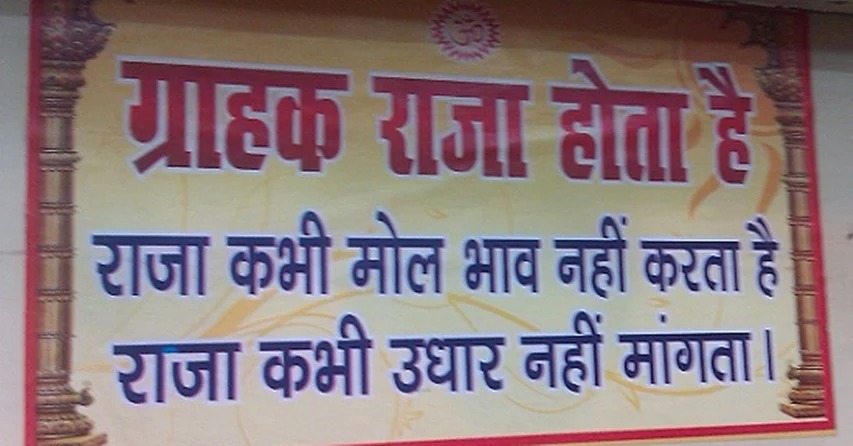 ॐ
ग्राहक राजा होता है
राजा कभी मोल भाव नहीं करता है
राजा कभी उधार नहीं मांगता।